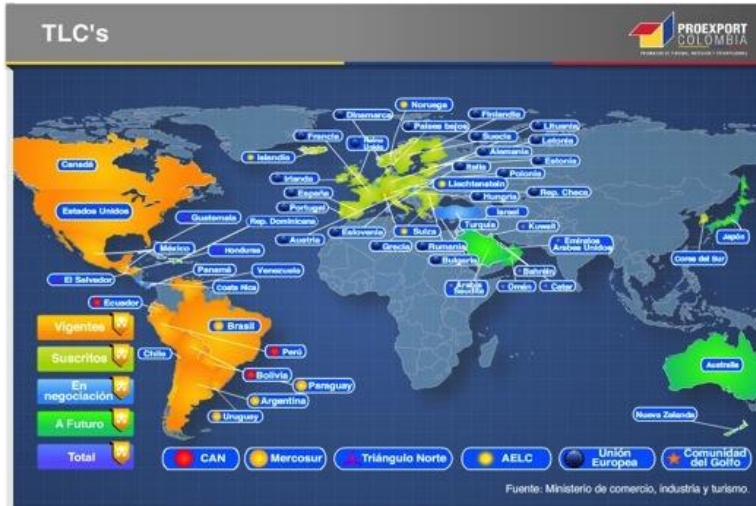 TLC's
PROEXPORT
COLOMBIA
Noruega
Dinamarca
Finlandia
Países bajos
Lituania
Francia
Reino
Unido
Suecia
Letonia
Alemania
Islandia
Estonia
Italia
Canadá
Irlanda
Polonia
Liechtenstein
España
Hungría
Rep. Checa
Portugal
Israel
Estados Unidos
Guatemala
Rep. Dominicana
Eslovenia
Suiza
Turquía
Kuwait
Austria
Japón
México
Honduras
Grecia
Rumania
Emiratos
Arabes Unidos
Corea del Sur
Bulgaria
Panamá
Venezuela
Bahréin
El Salvador
Costa Rica
Arabia
Saudita
Omán
Catar
Ecuador
Vigentes
Brasil
Suscritos
Chile
Perú
Australia
En
negociación
Bolivia
Paraguay
Argentina
A Futuro
Uruguay
Nueva Zelanda
Total
CAN
Mercosur
Triángulo Norte
AELC
Unión
Europea
Comunidad
del Golfo
Fuente: Ministerio de comercio, industria y turismo.